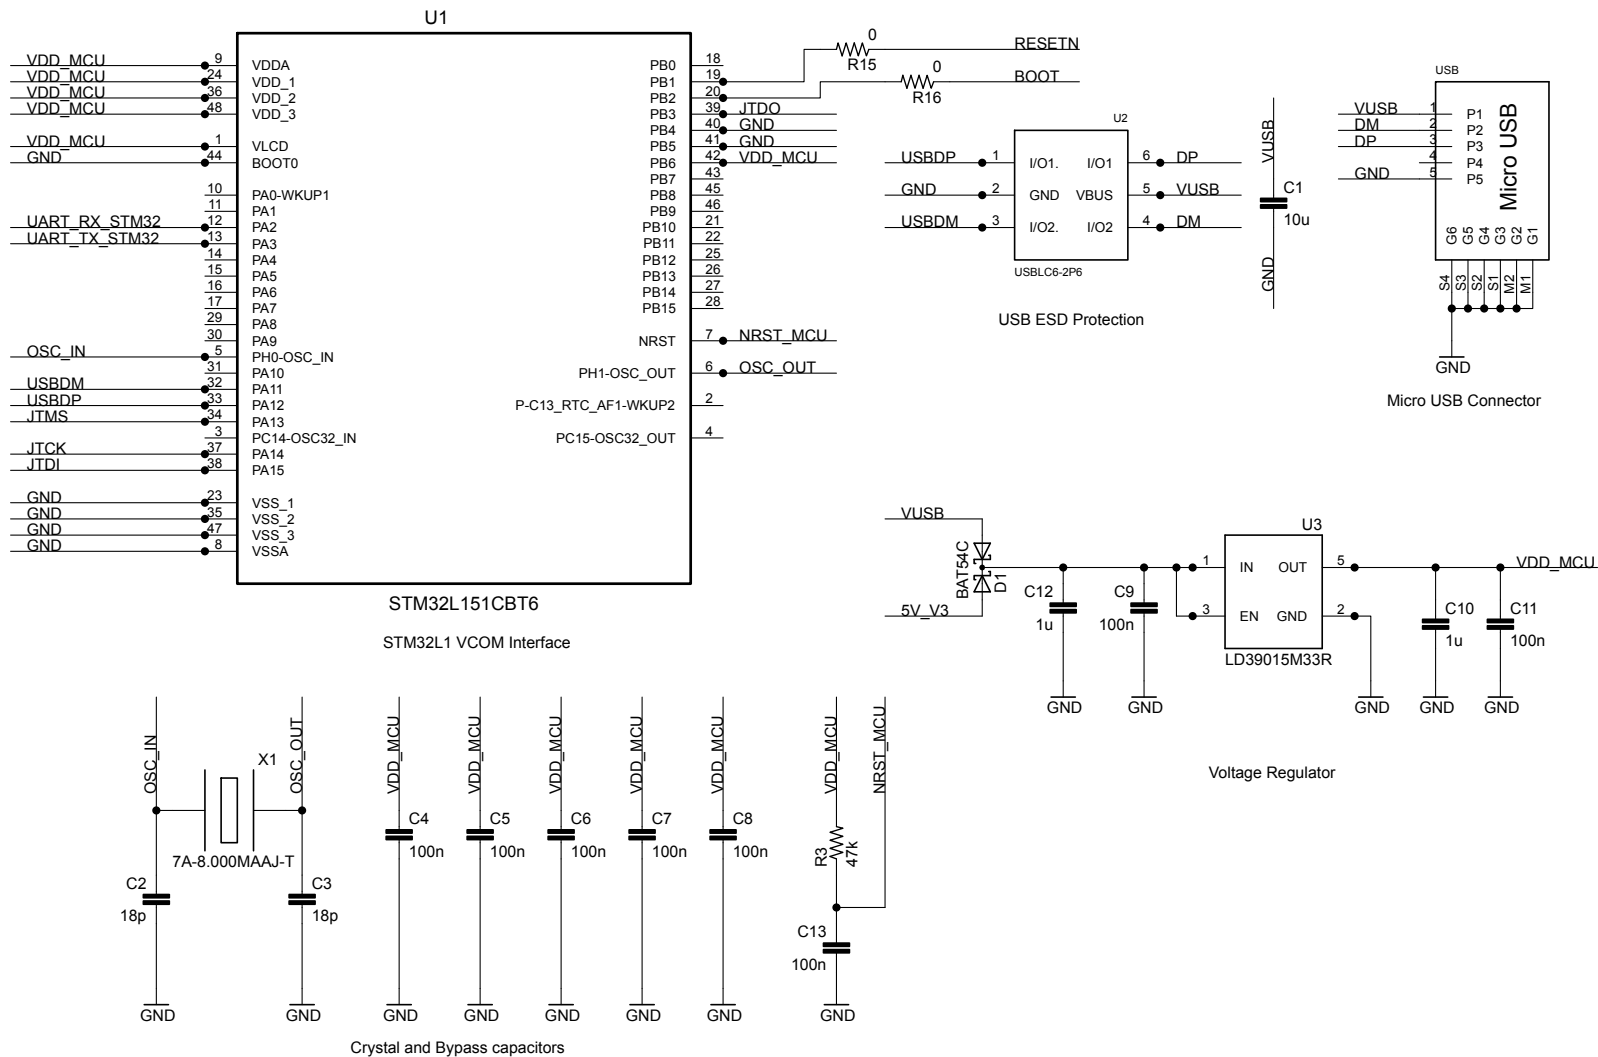 U1
VDD_MCU 9 VDDA
VDD_MCU 24 VDD_1
VDD_MCU 36 VDD_2
VDD_MCU 48 VDD_3
VDD_MCU 1 VLCD
GND 44 BOOT0
10 PA0-WKUP1
11 PA1
UART_RX_STM32 12 PA2
UART_TX_STM32 13 PA3
14 PA4
15 PA5
16 PA6
17 PA7
29 PA8
30 PA9
OSC_IN 5 PH0-OSC_IN
31 PA10
USBDM 32 PA11
USBDP 33 PA12
JTMS 34 PA13
3 PC14-OSC32_IN
JTCK 37 PA14
JTDI 38 PA15
GND 23 VSS_1
GND 35 VSS_2
GND 47 VSS_3
GND 8 VSSA
PB0 18
PB1 19
PB2 20
PB3 39 JTDO
PB4 40 GND
PB5 41 GND
PB6 42 VDD_MCU
PB7 43
PB8 45
PB9 46
PB10 21
PB11 22
PB12 25
PB13 26
PB14 27
PB15 28
NRST 7 NRST_MCU
PH1-OSC_OUT 6 OSC_OUT
P-C13_RTC_AF1-WKUP2 2
PC15-OSC32_OUT 4
STM32L151CBT6
STM32L1 VCOM Interface
0 RESETN
R15
0 BOOT
R16
U2
USBDP 1 I/O1. I/O1 6 DP
GND 2 GND VBUS 5 VUSB
USBDM 3 I/O2. I/O2 4 DM
USBLC6-2P6
USB ESD Protection
VUSB
C1
10u
GND
USB
VUSB 1 P1
DM 2 P2
DP 3 P3
4 P4
GND 5 P5
Micro USB
G6 G5 G4 G3 G2 G1
S4 S3 S2 S1 M2 M1
GND
Micro USB Connector
VUSB
BAT54C
D1
5V_V3
C12
1u
C9
100n
U3
1 IN OUT 5
3 EN GND 2
LD39015M33R
VDD_MCU
C10
1u
C11
100n
GND GND GND GND GND
Voltage Regulator
OSC_IN
OSC_OUT
X1
7A-8.000MAAJ-T
C2
18p
C3
18p
GND GND
VDD_MCU VDD_MCU VDD_MCU VDD_MCU VDD_MCU
C4 C5 C6 C7 C8
100n 100n 100n 100n 100n
GND GND GND GND GND
VDD_MCU
NRST_MCU
R3
47k
C13
100n
GND
Crystal and Bypass capacitors